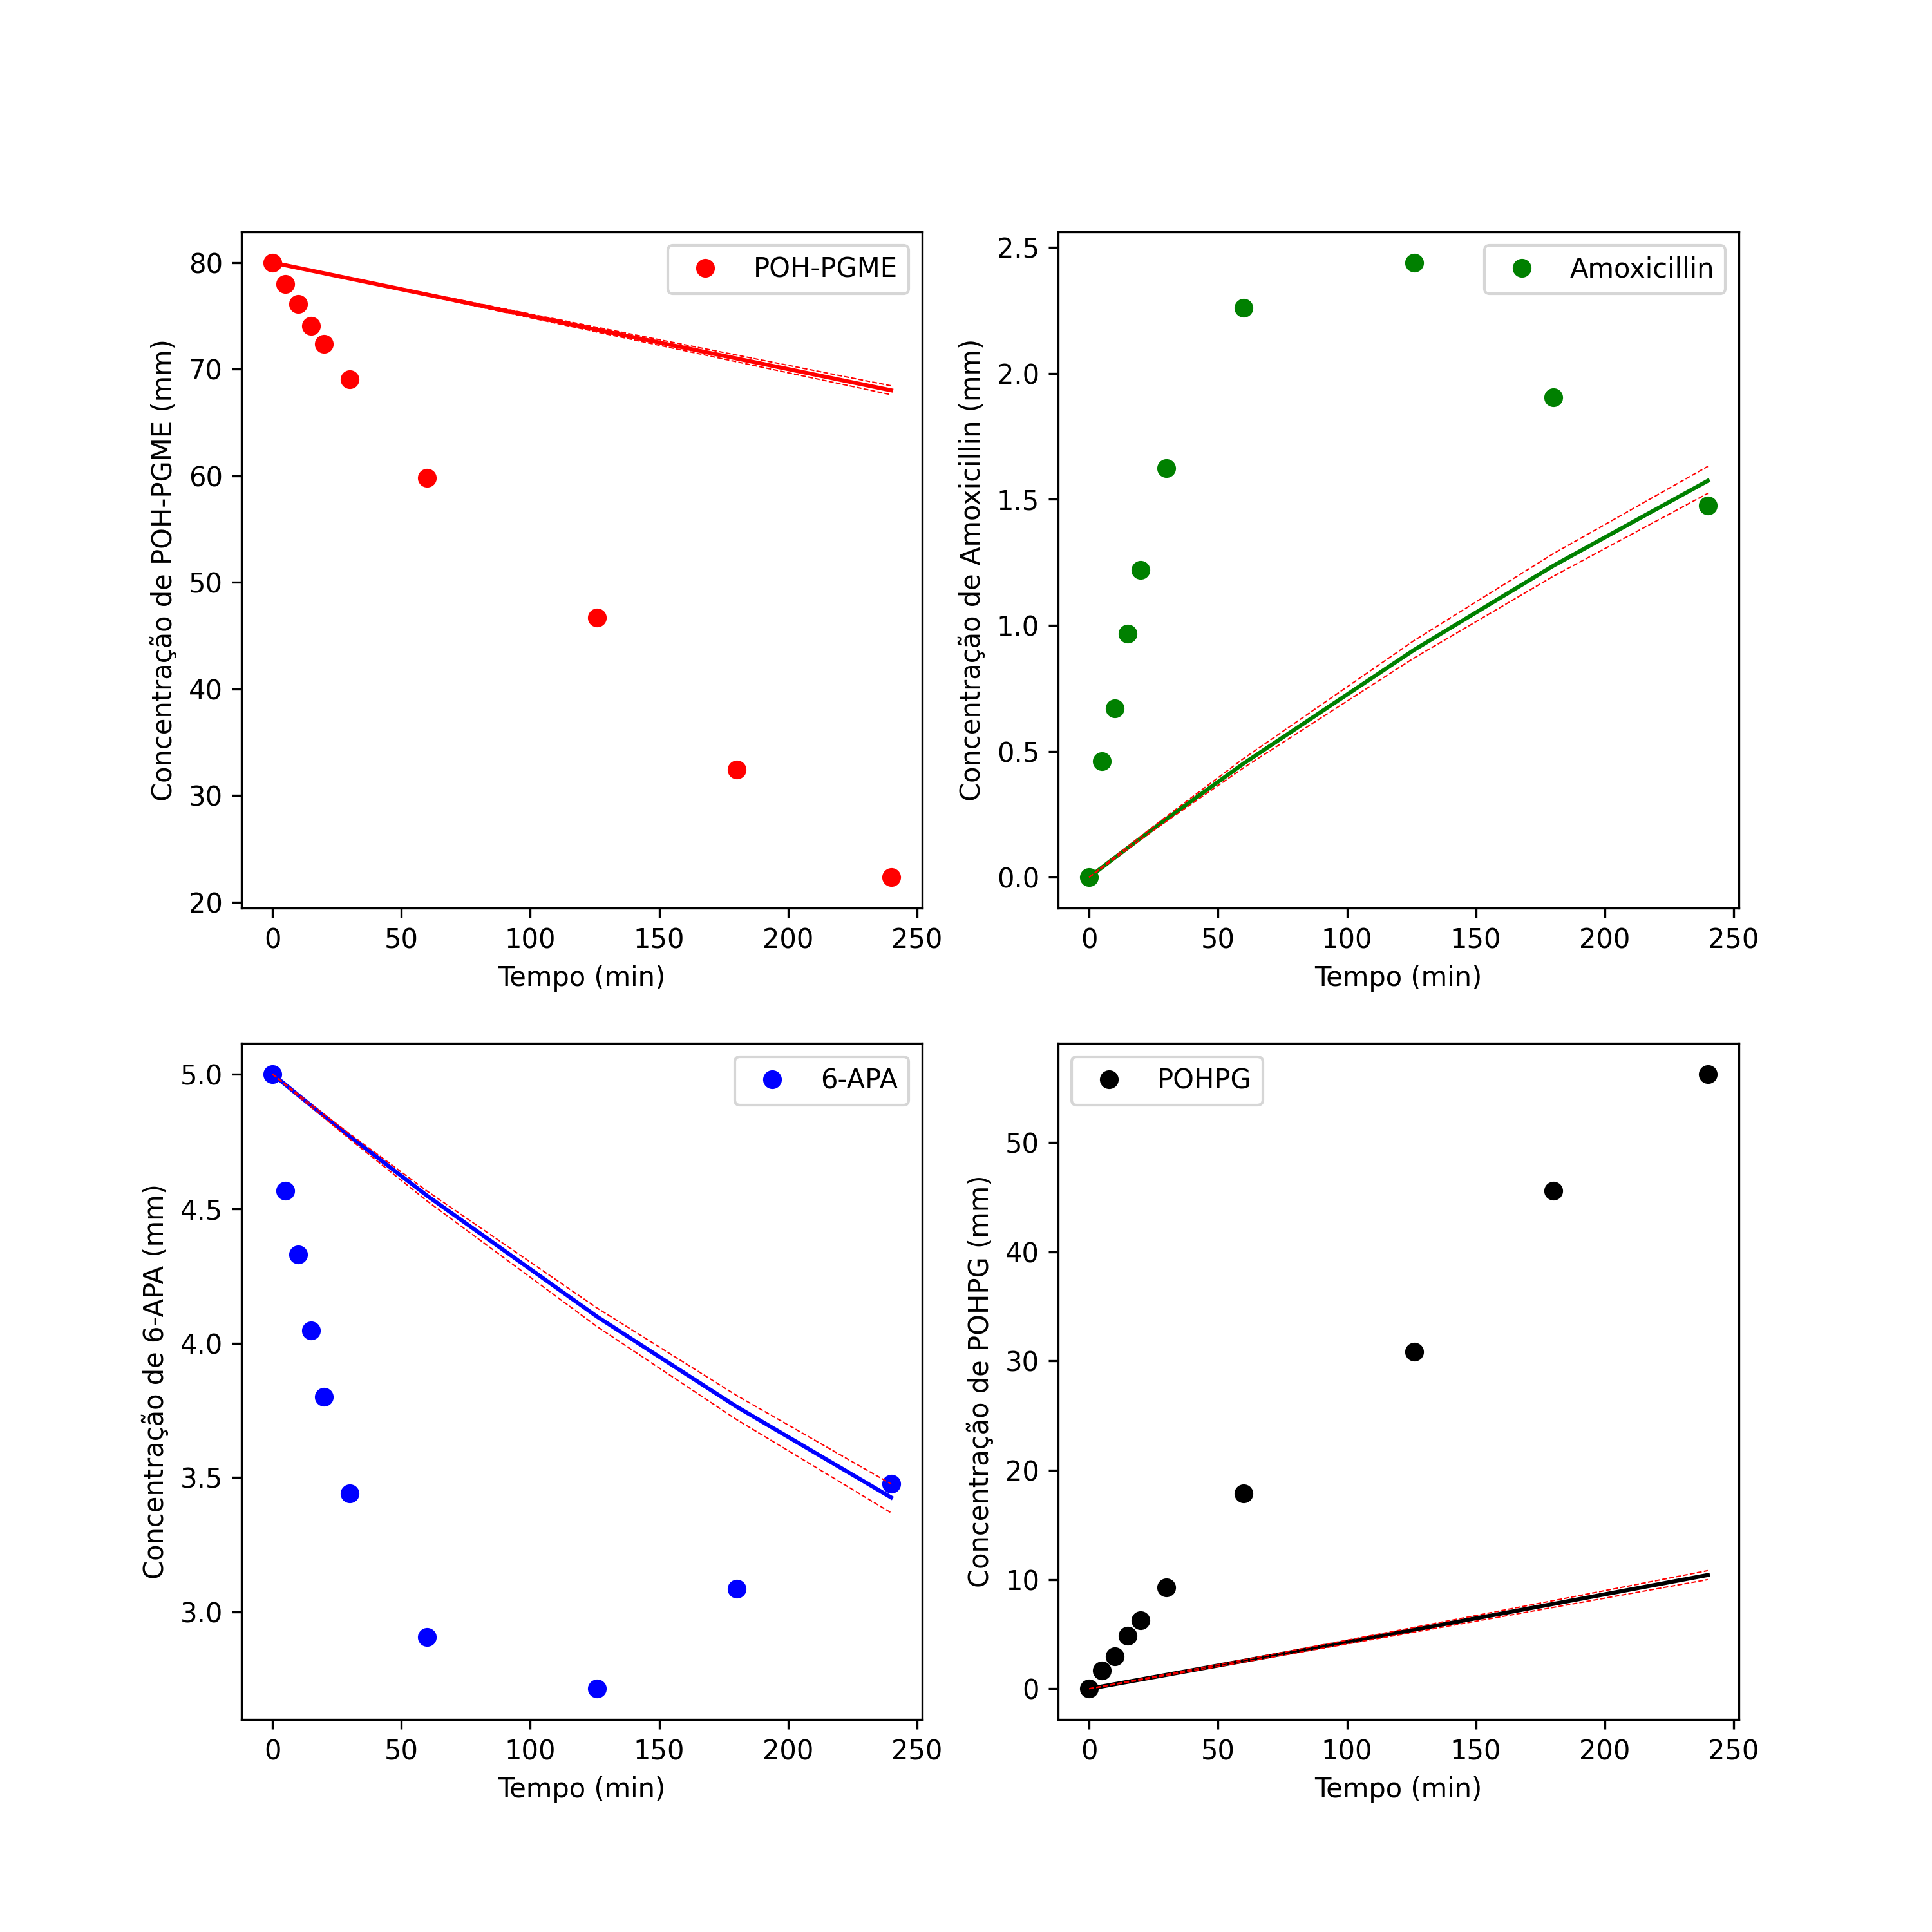 POH-PGME
Concentração de POH-PGME (mm)
80
70
60
50
40
30
20
0 50 100 150 200 250
Tempo (min)
Amoxicillin
Concentração de Amoxicillin (mm)
2.5
2.0
1.5
1.0
0.5
0.0
0 50 100 150 200 250
Tempo (min)
6-APA
Concentração de 6-APA (mm)
5.0
4.5
4.0
3.5
3.0
0 50 100 150 200 250
Tempo (min)
POHPG
Concentração de POHPG (mm)
50
40
30
20
10
0
0 50 100 150 200 250
Tempo (min)